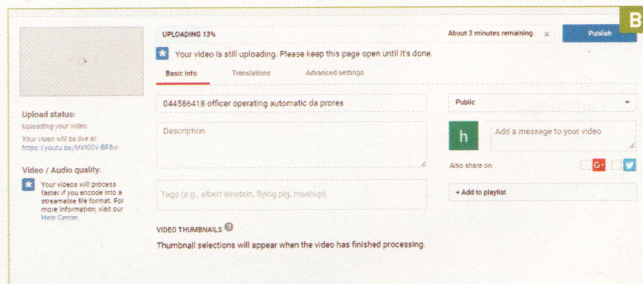 B
UPLOADING 13%
About 3 minutes remaining.
×
Publish
Your video is still uploading. Please keep this page open until it's done.
Basic info
Translations
Advanced settings
044586418 officer operating automatic da prores
Public
Description
h
Add a message to your video
Also share on
G+
Tags (e.g., albert einstein, flying pig, mashup)
+ Add to playlist
VIDEO THUMBNAILS ?
Thumbnail selections will appear when the video has finished processing.
Upload status:
Uploading your video.
Your video will be live at:
Video / Audio quality:
Your videos will process
faster if you encode into a
streamable file format. For
more information, visit our
Help Center.